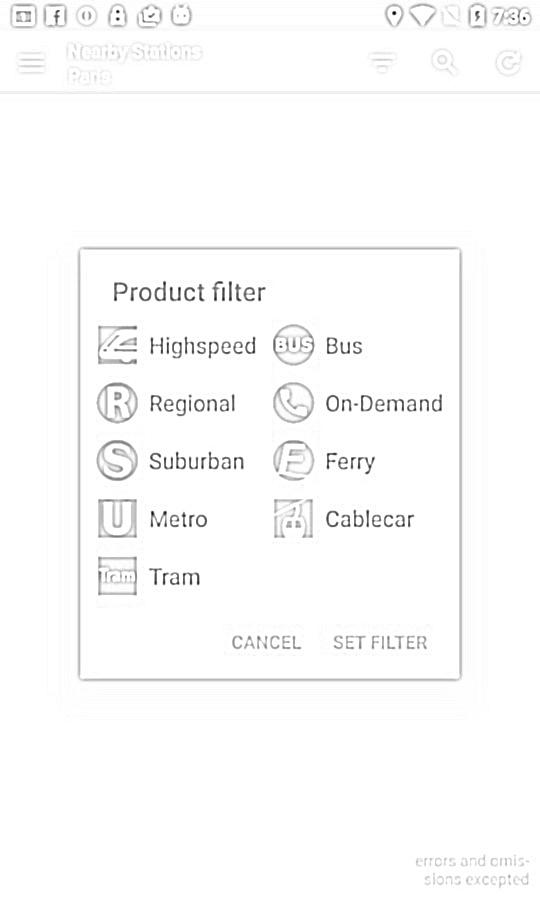 7:36
Nearby Stations
Paris
Product filter
Highspeed
BUS Bus
R Regional
On-Demand
S Suburban
F Ferry
U Metro
Cablecar
Tram Tram
CANCEL SET FILTER
errors and omis-
sions excepted